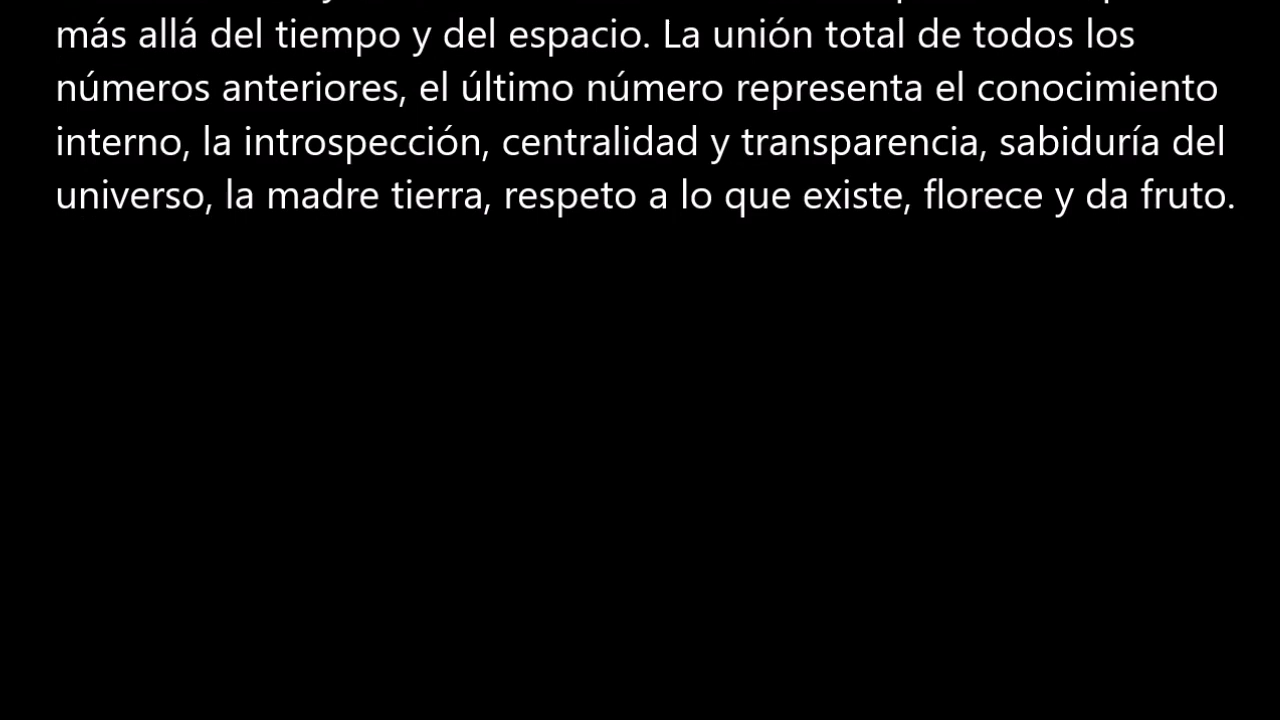 más allá del tiempo y del espacio. La unión total de todos los
números anteriores, el último número representa el conocimiento
interno, la introspección, centralidad y transparencia, sabiduría del
universo, la madre tierra, respeto a lo que existe, florece y da fruto.